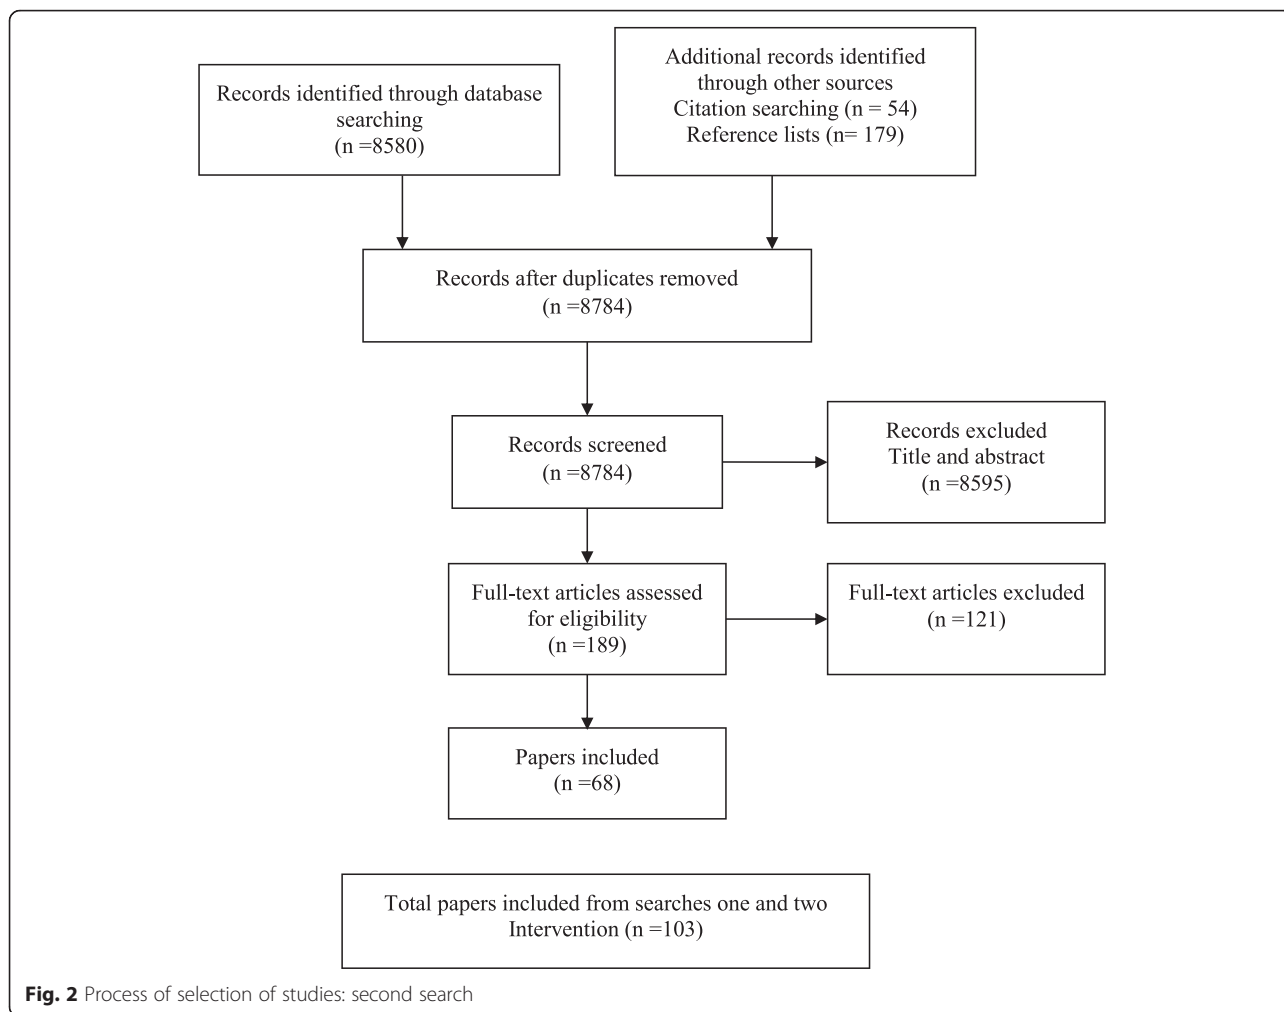 Records identified through database
searching
(n =8580)
Additional records identified
through other sources
Citation searching (n = 54)
Reference lists (n= 179)
Records after duplicates removed
(n =8784)
Records screened
(n =8784)
Records excluded
Title and abstract
(n =8595)
Full-text articles assessed
for eligibility
(n =189)
Full-text articles excluded
(n =121)
Papers included
(n =68)
Total papers included from searches one and two
Intervention (n =103)
Fig. 2 Process of selection of studies: second search